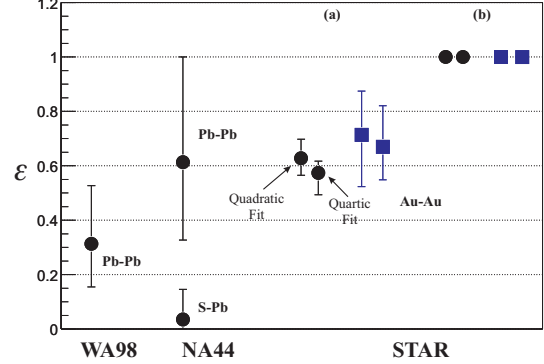 1.2
(a) (b)
1
0.8
Pb-Pb
0.6
ε
Quadratic
Fit
Quartic
Fit
Au-Au
0.4
Pb-Pb
0.2
S-Pb
0
WA98 NA44 STAR